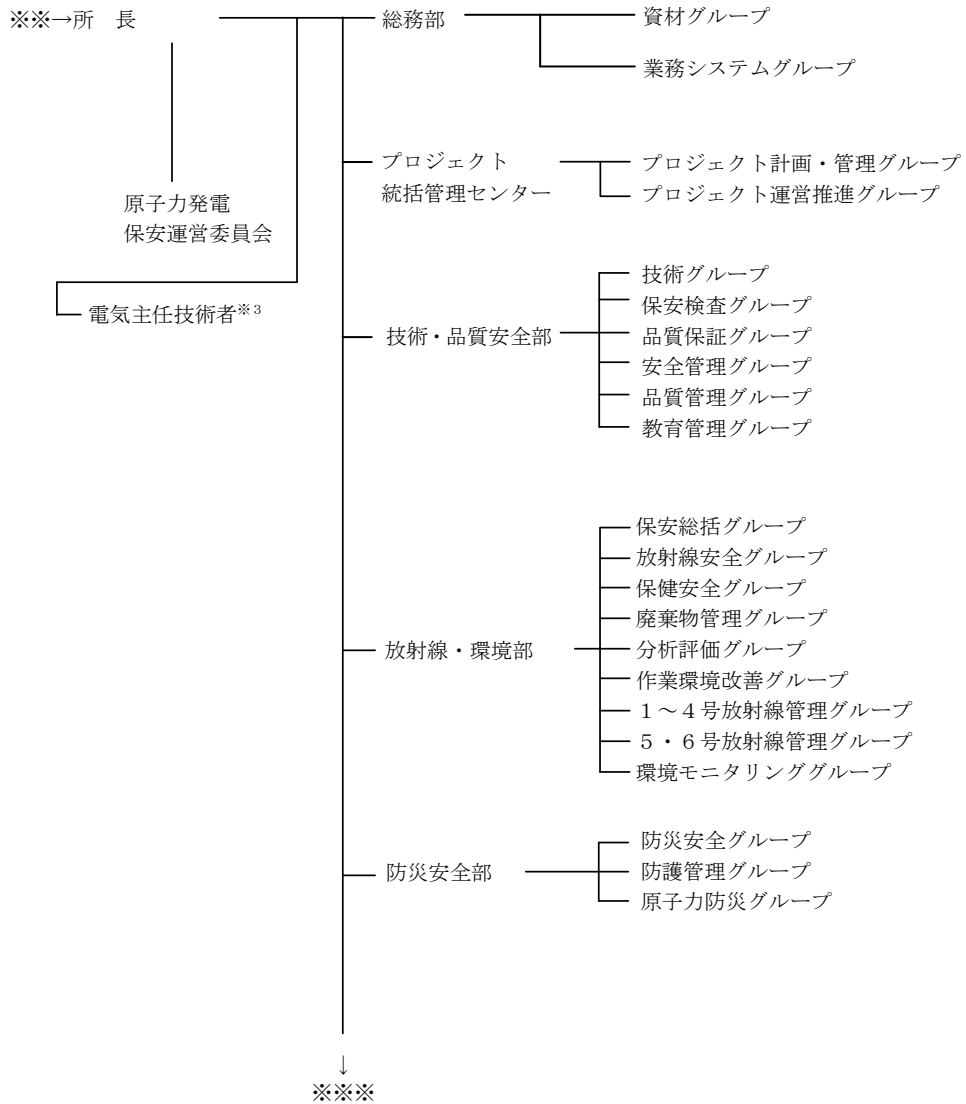 ※※→所　長
総務部
資材グループ
業務システムグループ
プロジェクト
統括管理センター
プロジェクト計画・管理グループ
プロジェクト運営推進グループ
原子力発電
保安運営委員会
電気主任技術者※3
技術・品質安全部
技術グループ
保安検査グループ
品質保証グループ
安全管理グループ
品質管理グループ
教育管理グループ
放射線・環境部
保安総括グループ
放射線安全グループ
保健安全グループ
廃棄物管理グループ
分析評価グループ
作業環境改善グループ
１～４号放射線管理グループ
５・６号放射線管理グループ
環境モニタリンググループ
防災安全部
防災安全グループ
防護管理グループ
原子力防災グループ
↓
※※※